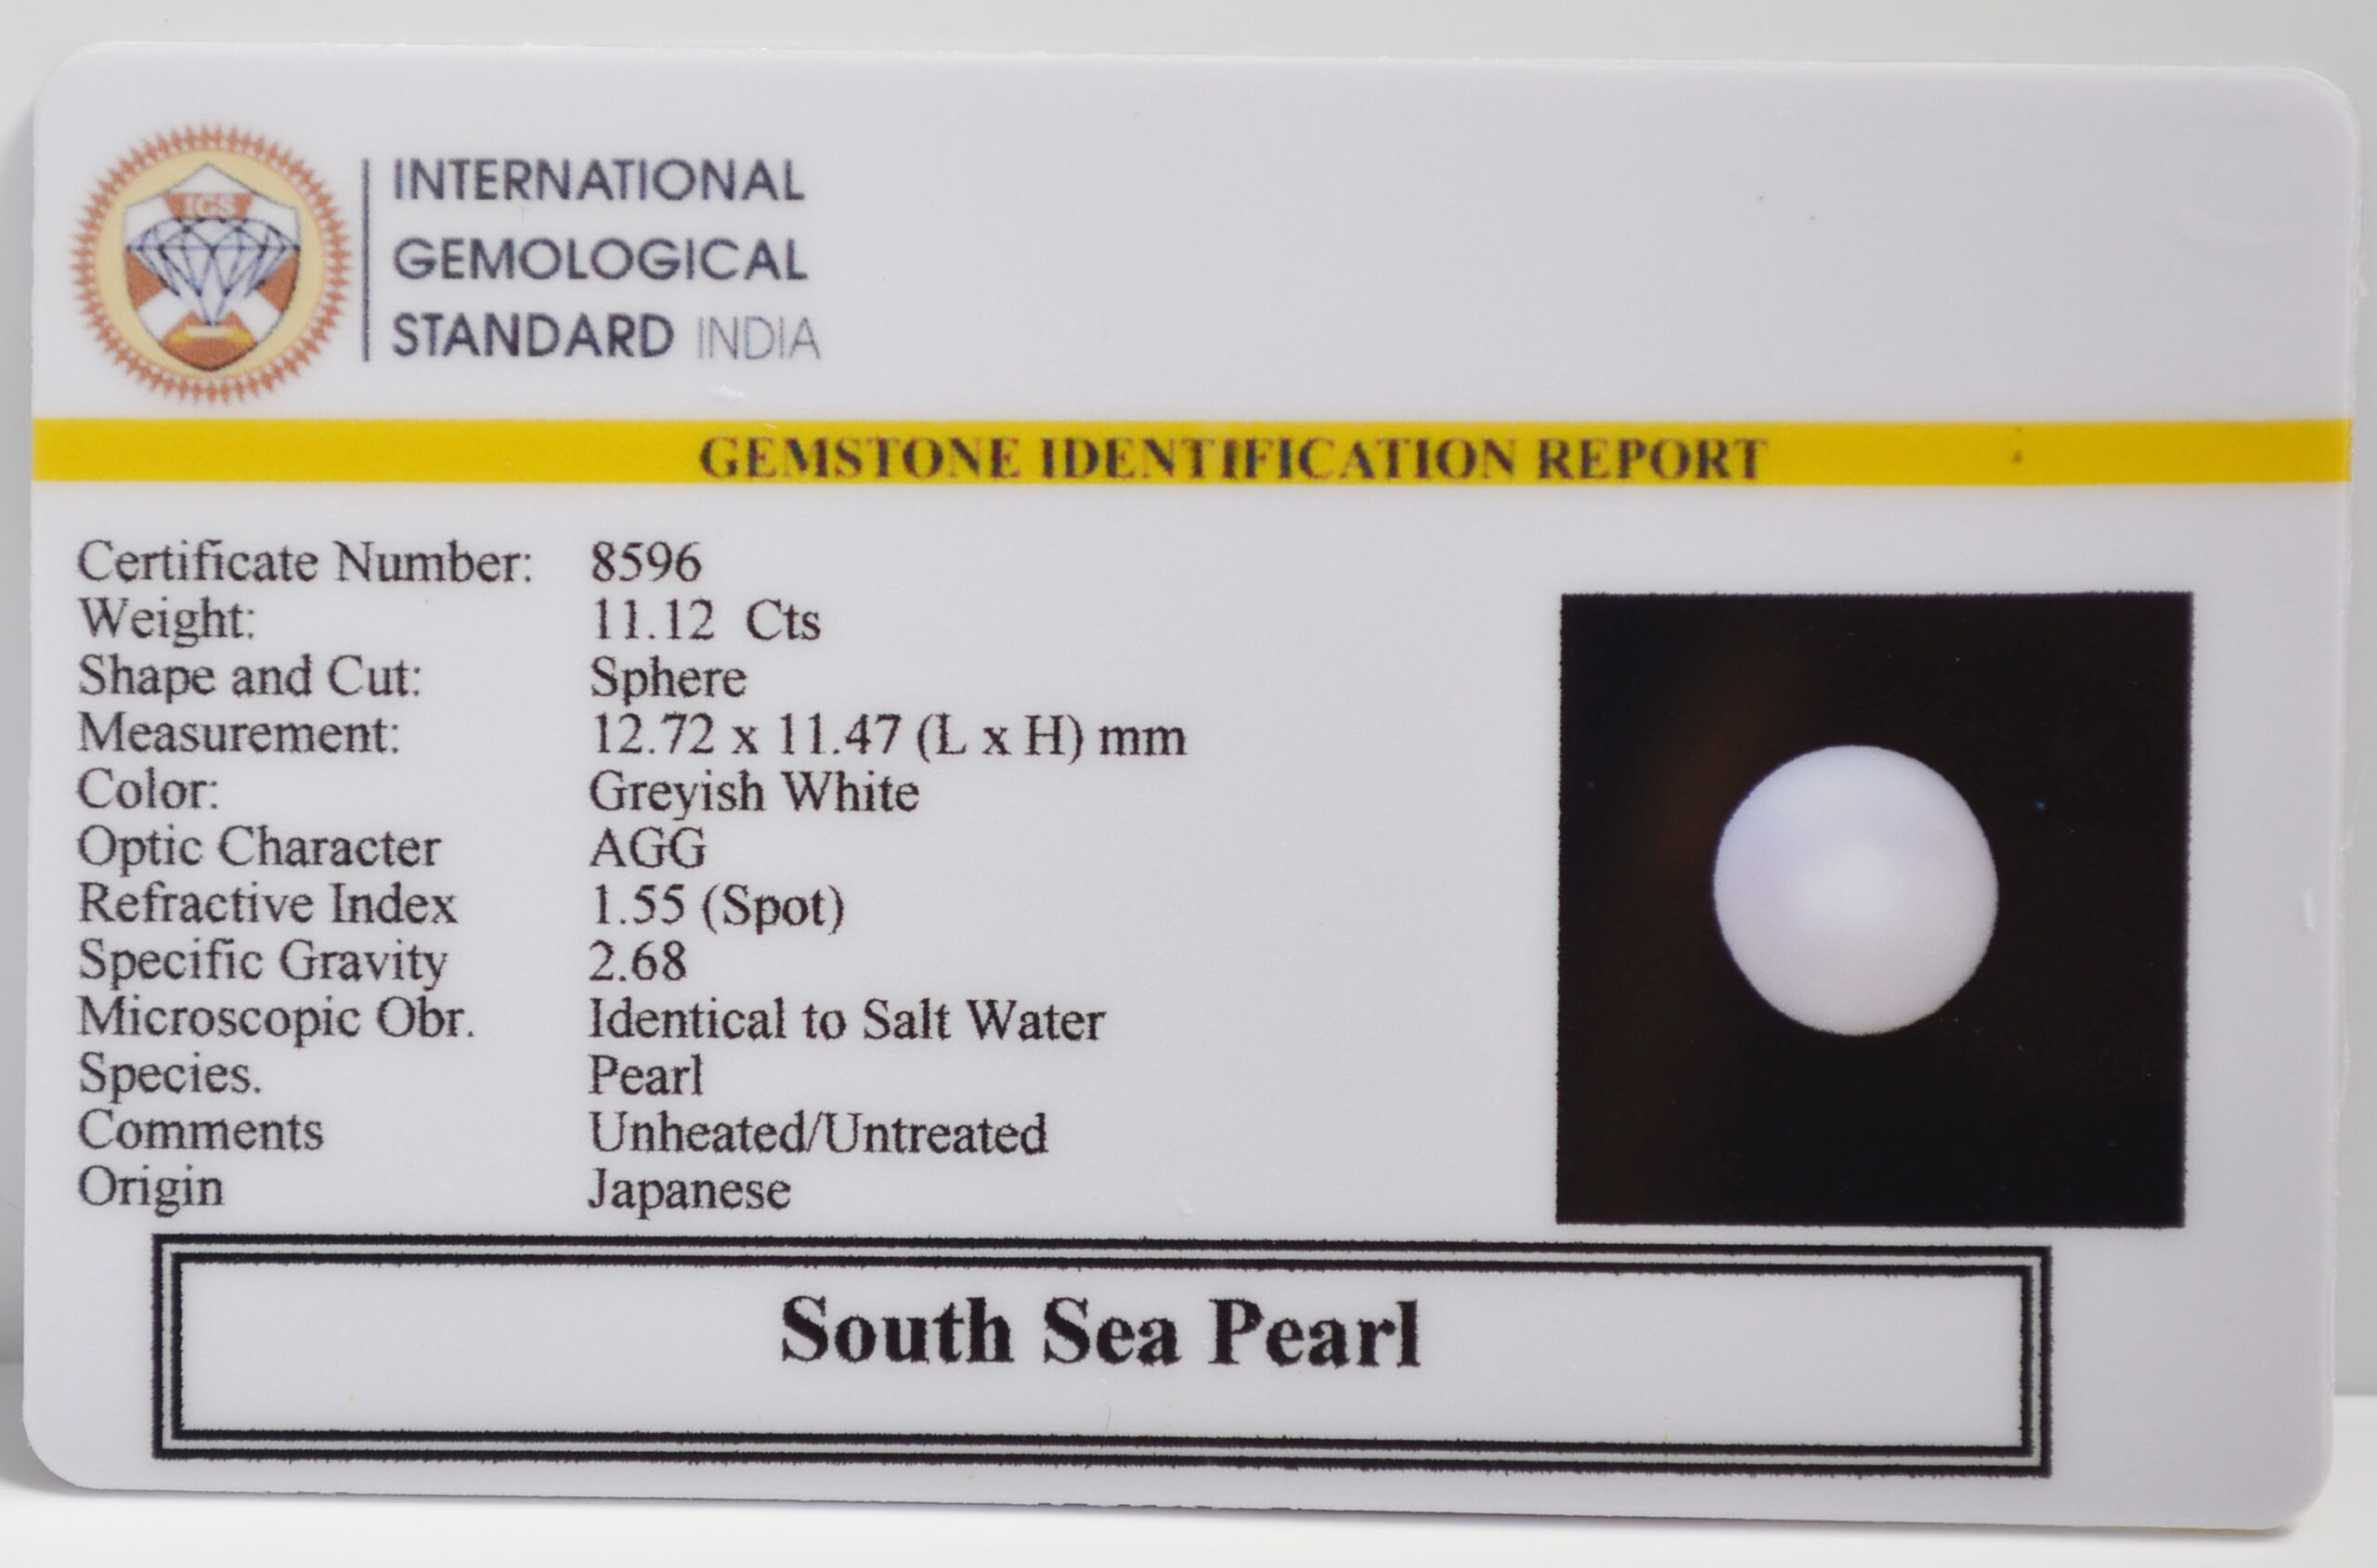 IGS
INTERNATIONAL
GEMOLOGICAL
STANDARD INDIA
GEMSTONE IDENTIFICATION REPORT
Certificate Number: 8596
Weight: 11.12 Cts
Shape and Cut: Sphere
Measurement: 12.72 x 11.47 (L x H) mm
Color: Greyish White
Optic Character AGG
Refractive Index 1.55 (Spot)
Specific Gravity 2.68
Microscopic Obr. Identical to Salt Water
Species. Pearl
Comments Unheated/Untreated
Origin Japanese
South Sea Pearl